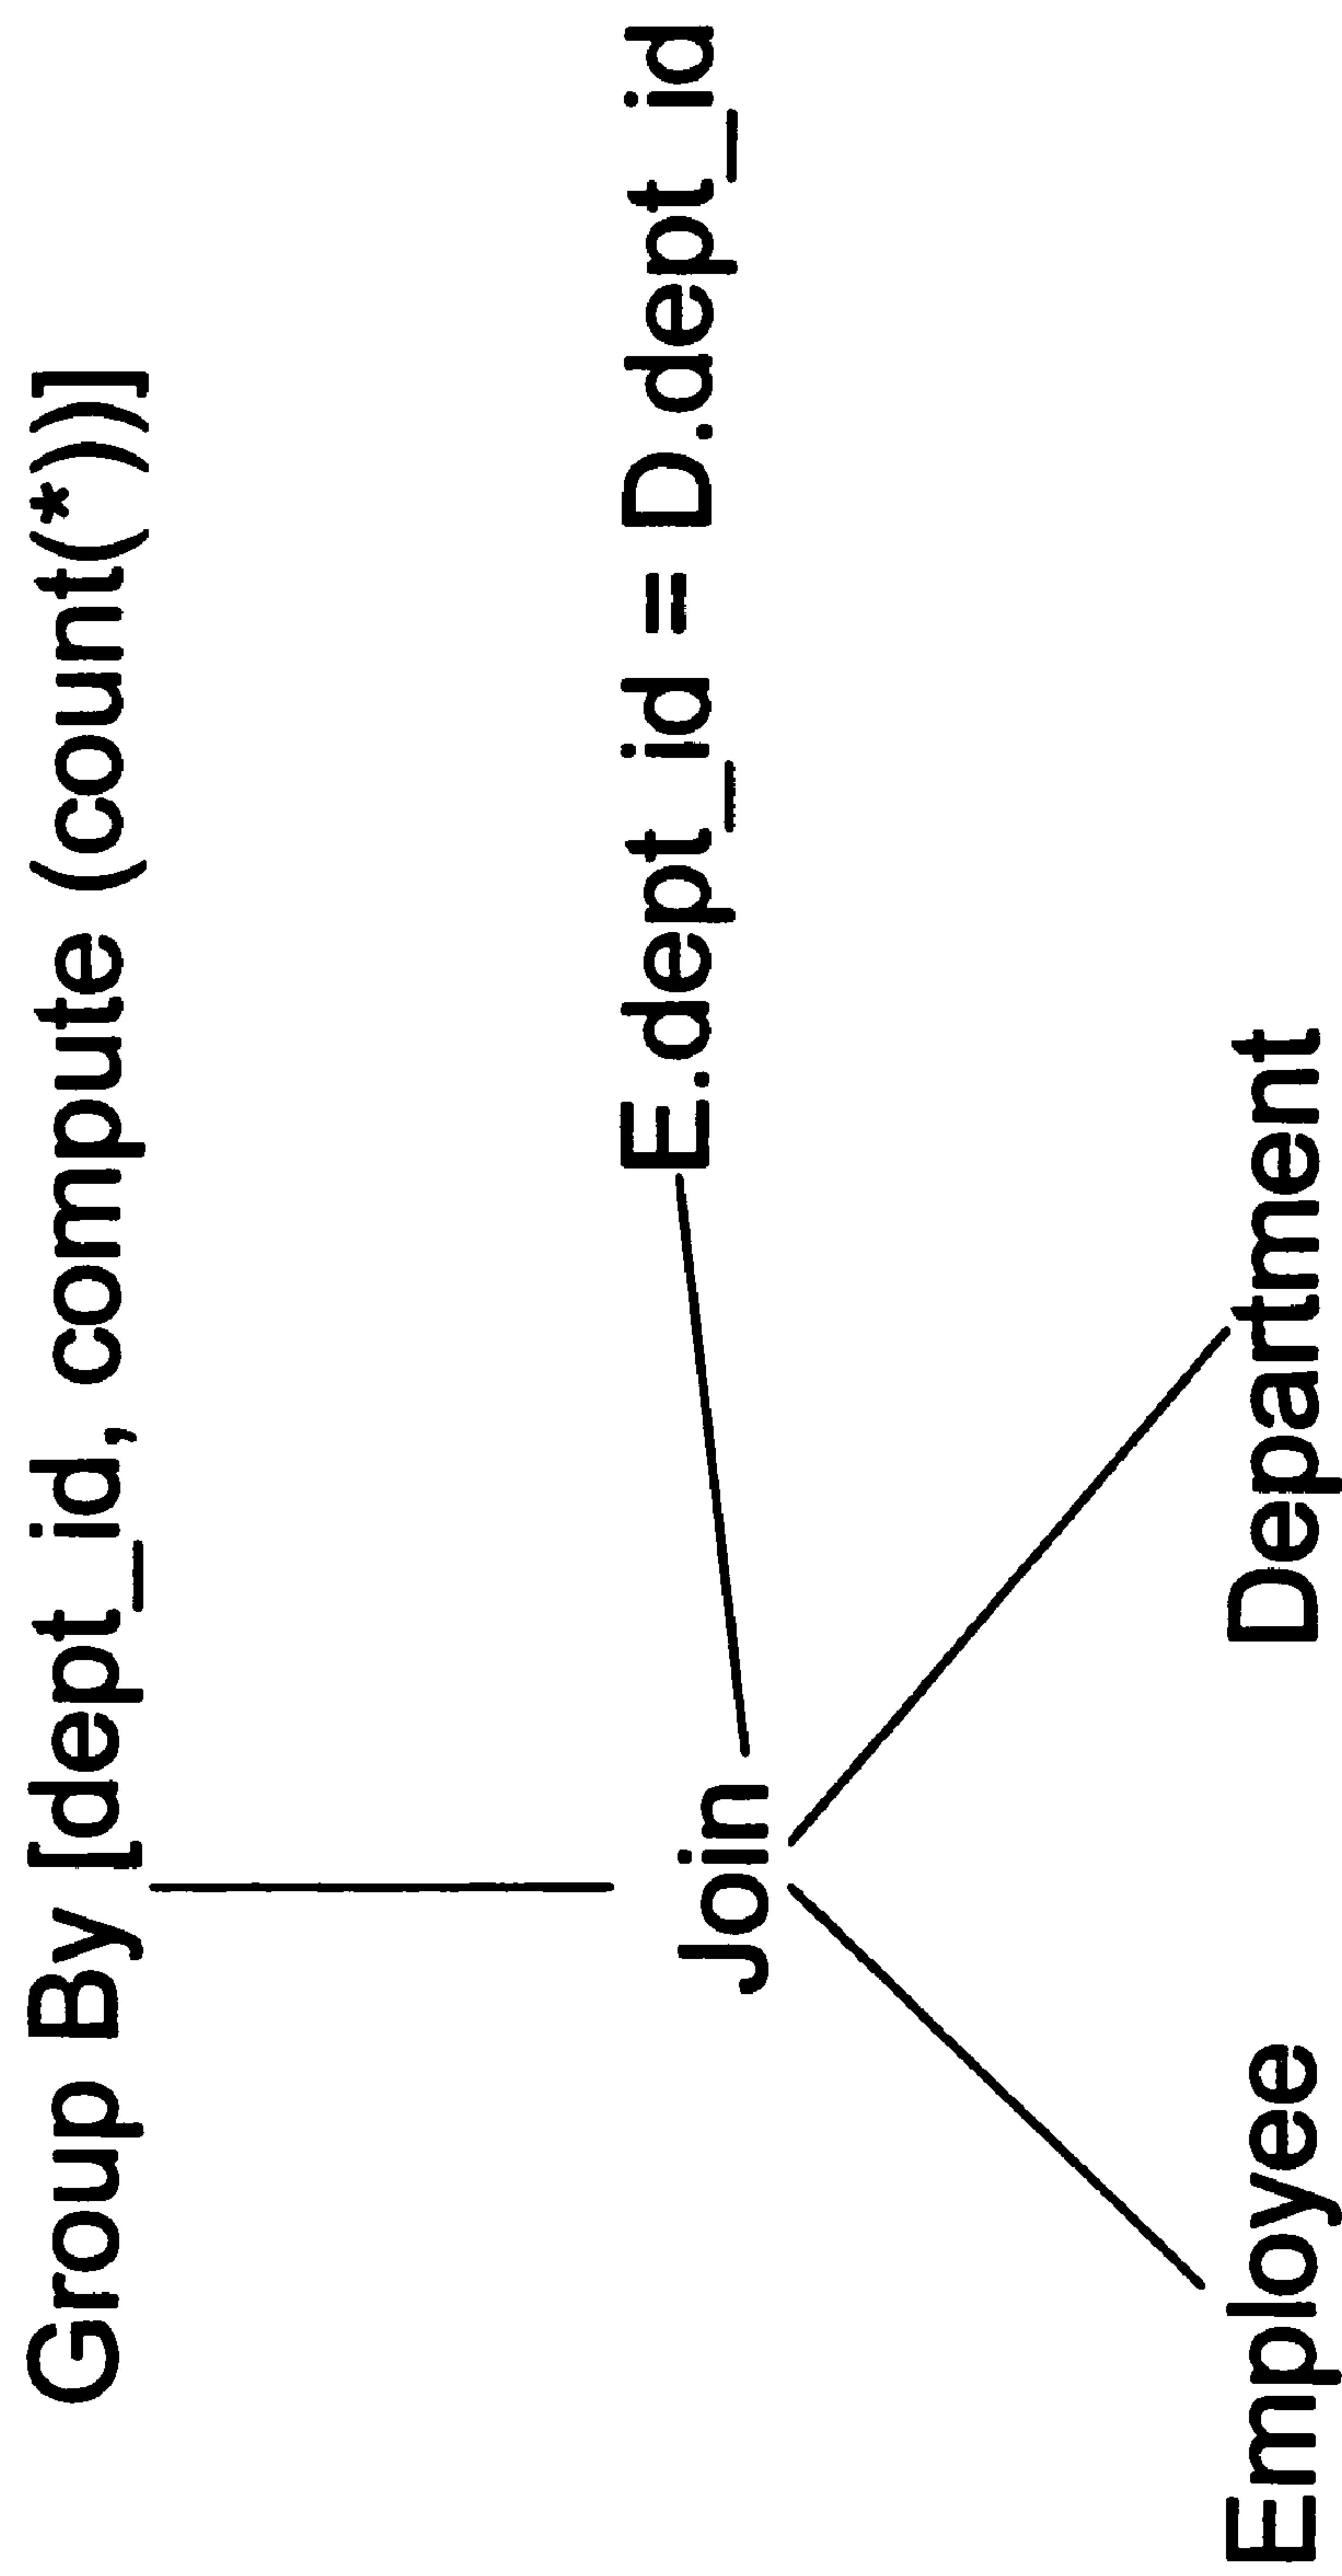 Group By [dept_id, compute (count(*))]
E.dept_id = D.dept_id
Join
Employee
Department